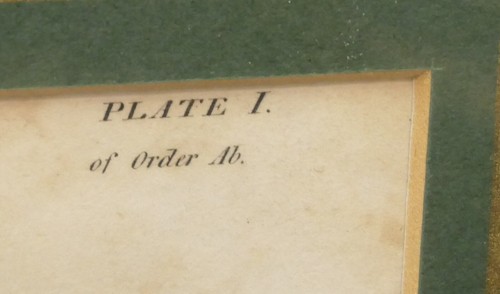 PLATE I.
of Order Ab.